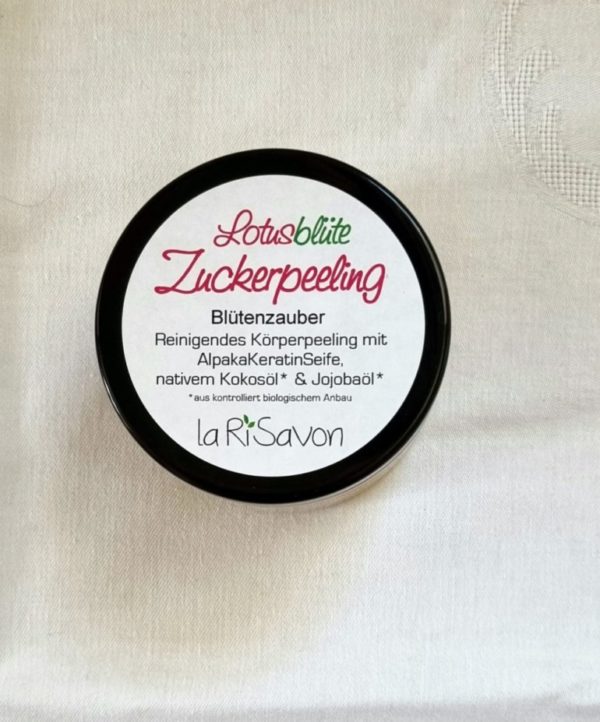 Lotusblüte
Zuckerpeeling
Blütenzauber
Reinigendes Körperpeeling mit
AlpakaKeratinSeife,
nativem Kokosöl* & Jojobaöl*
*aus kontrolliert biologischem Anbau
la RiSavon